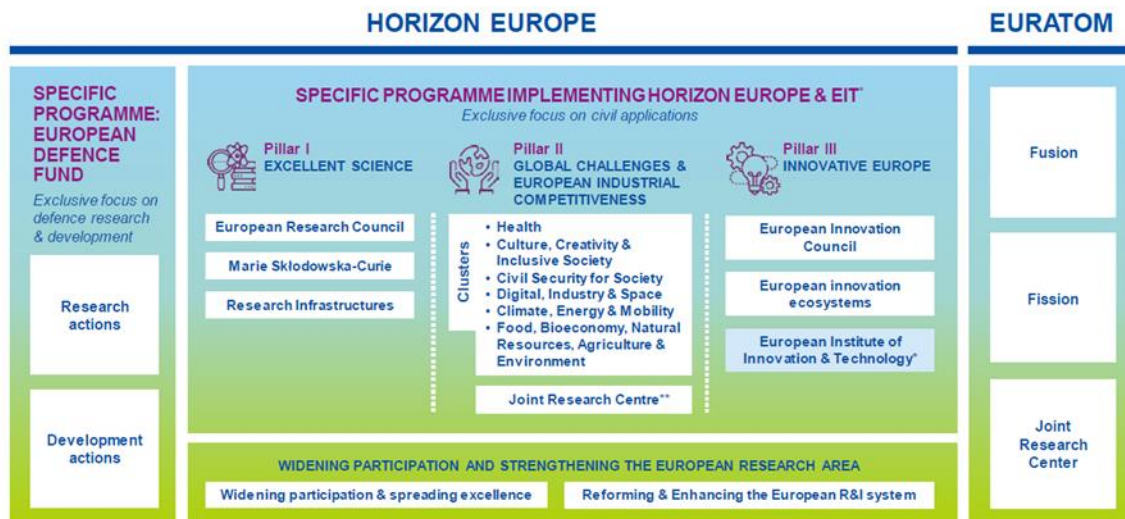 HORIZON EUROPE
EURATOM
SPECIFIC
PROGRAMME:
EUROPEAN
DEFENCE
FUND
Exclusive focus on
defence research
& development
Research
actions
Development
actions
SPECIFIC PROGRAMME IMPLEMENTING HORIZON EUROPE & EIT*
Exclusive focus on civil applications
Pillar I
EXCELLENT SCIENCE
European Research Council
Marie Skłodowska-Curie
Research Infrastructures
Pillar II
GLOBAL CHALLENGES &
EUROPEAN INDUSTRIAL
COMPETITIVENESS
Clusters
• Health
• Culture, Creativity &
Inclusive Society
• Civil Security for Society
• Digital, Industry & Space
• Climate, Energy & Mobility
• Food, Bioeconomy, Natural
Resources, Agriculture &
Environment
Joint Research Centre**
Pillar III
INNOVATIVE EUROPE
European Innovation
Council
European innovation
ecosystems
European Institute of
Innovation & Technology*
WIDENING PARTICIPATION AND STRENGTHENING THE EUROPEAN RESEARCH AREA
Widening participation & spreading excellence
Reforming & Enhancing the European R&I system
Fusion
Fission
Joint
Research
Center